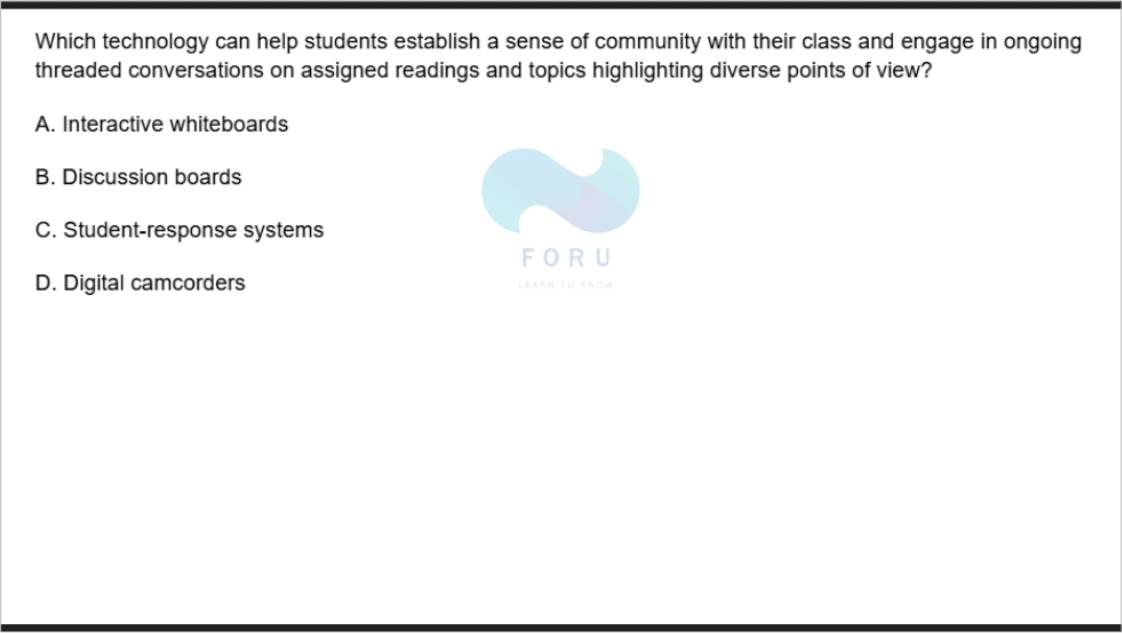 Which technology can help students establish a sense of community with their class and engage in ongoing
threaded conversations on assigned readings and topics highlighting diverse points of view?
A. Interactive whiteboards
B. Discussion boards
C. Student-response systems
D. Digital camcorders
FORU
LEARN TO KNOW